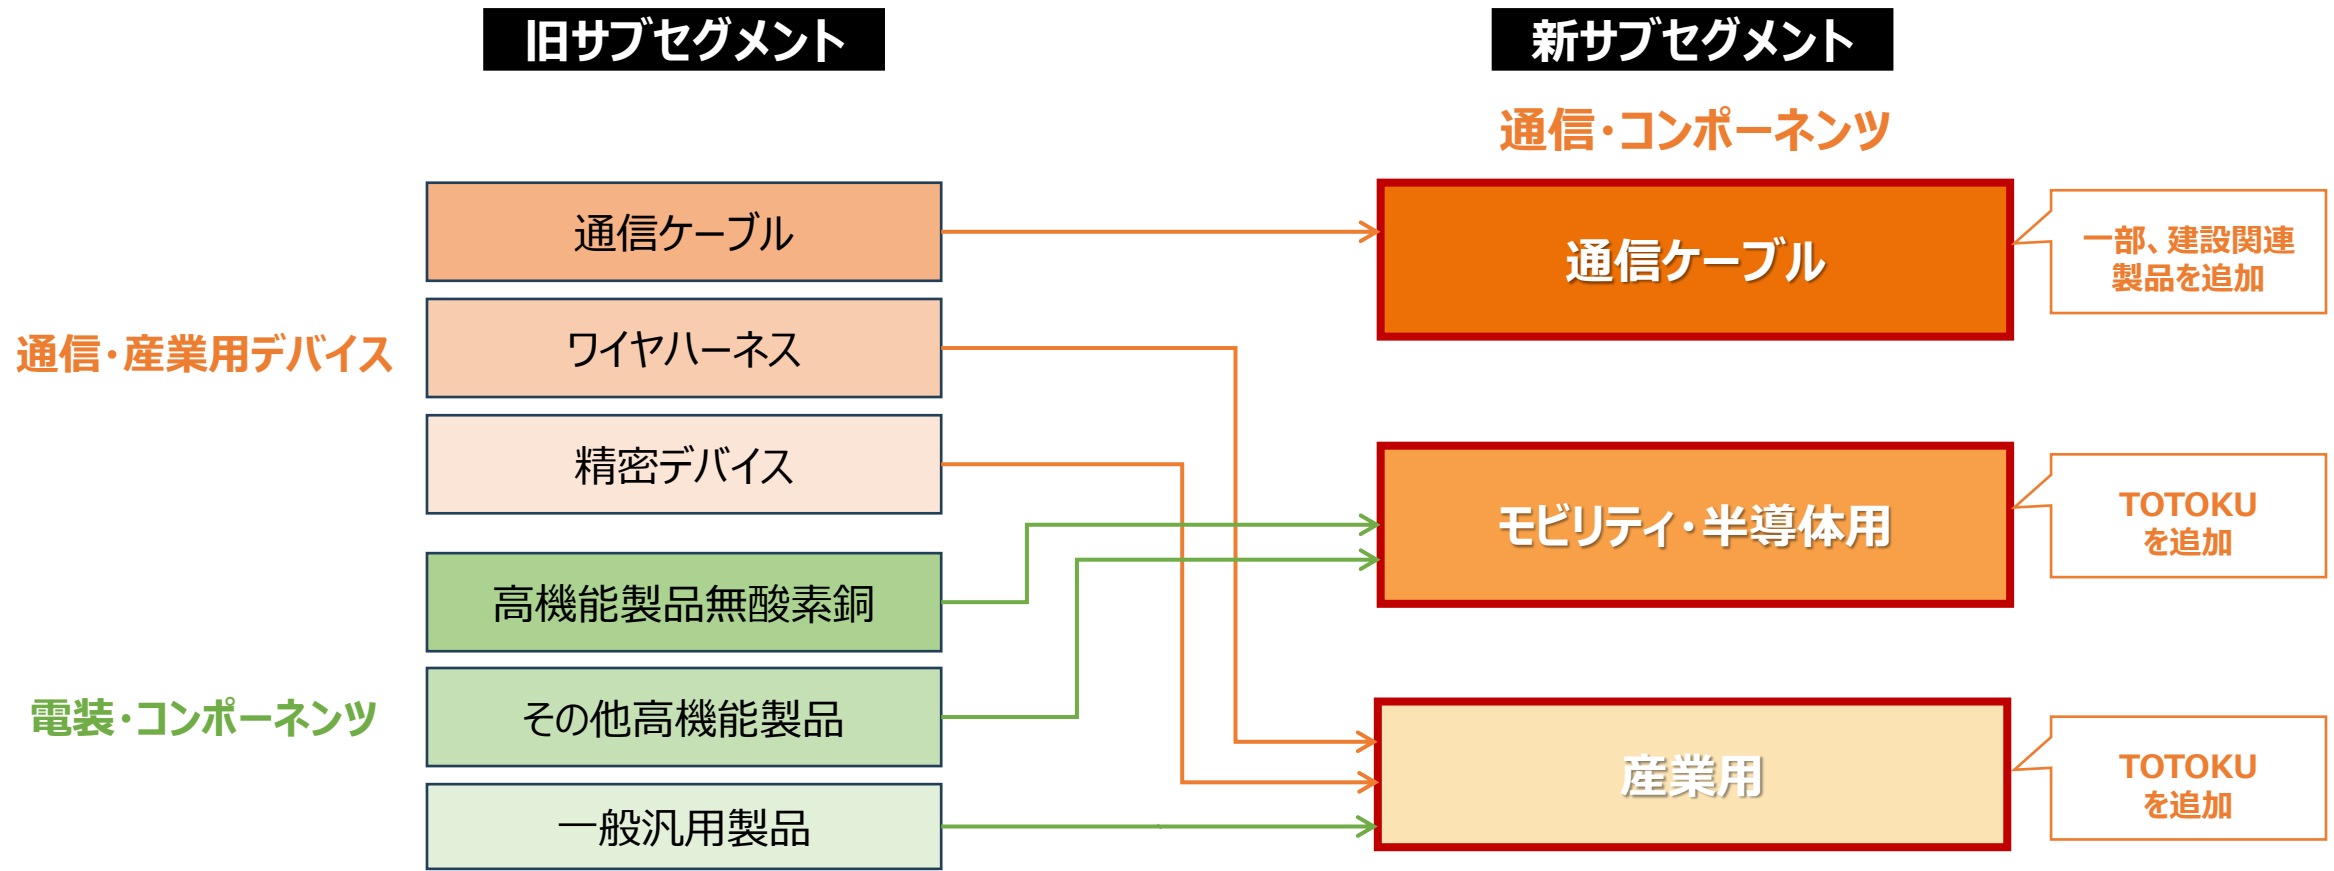 旧サブセグメント
新サブセグメント
通信・コンポーネンツ
通信・産業用デバイス
通信ケーブル
ワイヤハーネス
精密デバイス
電装・コンポーネンツ
高機能製品無酸素銅
その他高機能製品
一般汎用製品
通信ケーブル
一部、建設関連
製品を追加
モビリティ・半導体用
TOTOKU
を追加
産業用
TOTOKU
を追加